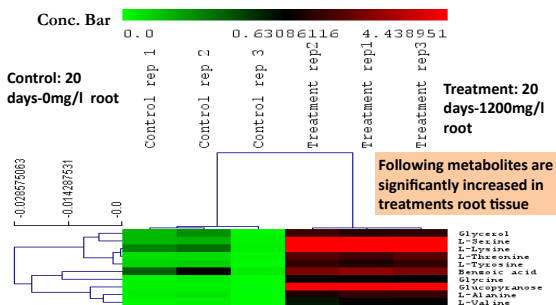 Conc. Bar
0.0 0.63086116 4.438951
Control: 20
days-0mg/l root
Control rep 1
Control rep 2
Control rep 3
Treatment rep2
Treatment rep1
Treatment rep3
Treatment: 20
days-1200mg/l
root
Following metabolites are
significantly increased in
treatments root tissue
-0.028575063
-0.014287531
-0.0
Glycerol
L-Serine
L-Lysine
L-Threonine
L-Tyrosine
Benzoic acid
Glycine
Glucopyranose
L-Alanine
L-Valine